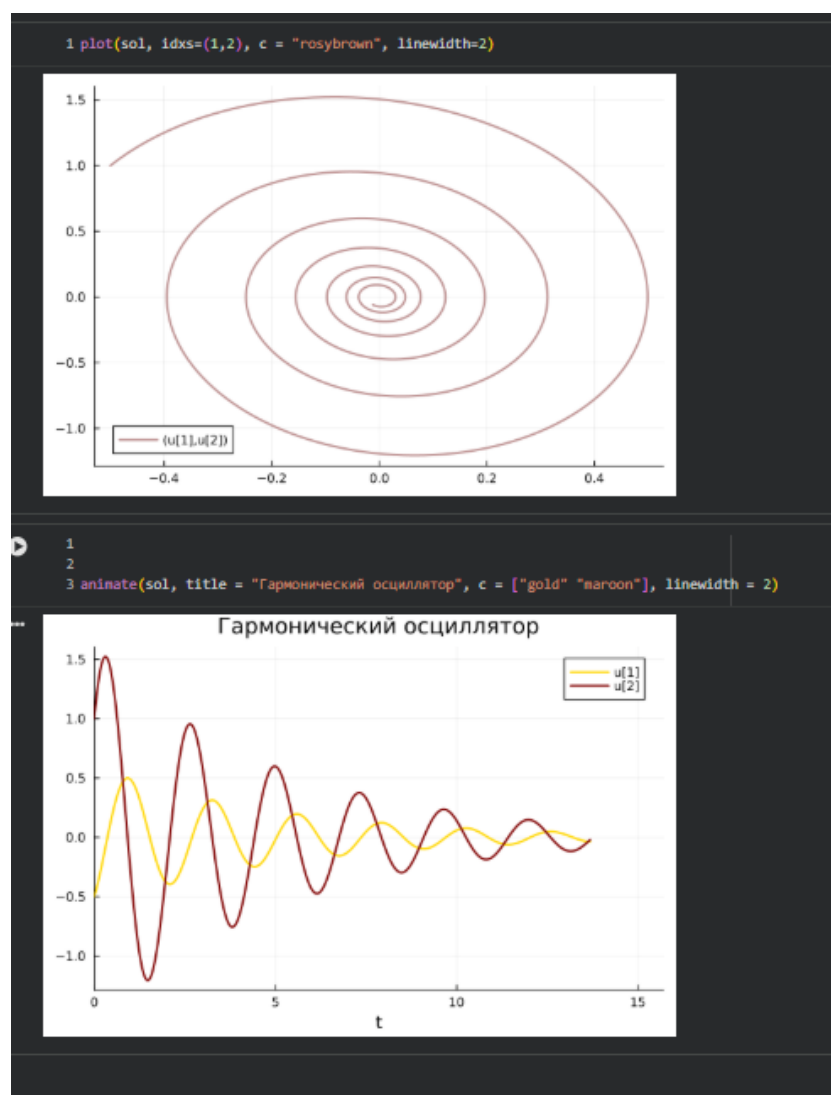 1 plot(sol, idxs=(1,2), c = "rosybrown", linewidth=2)
1.5
1.0
0.5
0.0
−0.5
−1.0
(u[1],u[2])
−0.4 −0.2 0.0 0.2 0.4
1
2
3 animate(sol, title = "Гармонический осциллятор", c = ["gold" "maroon"], linewidth = 2)
Гармонический осциллятор
1.5
u[1]
u[2]
1.0
0.5
0.0
−0.5
−1.0
0 5 10 15
t